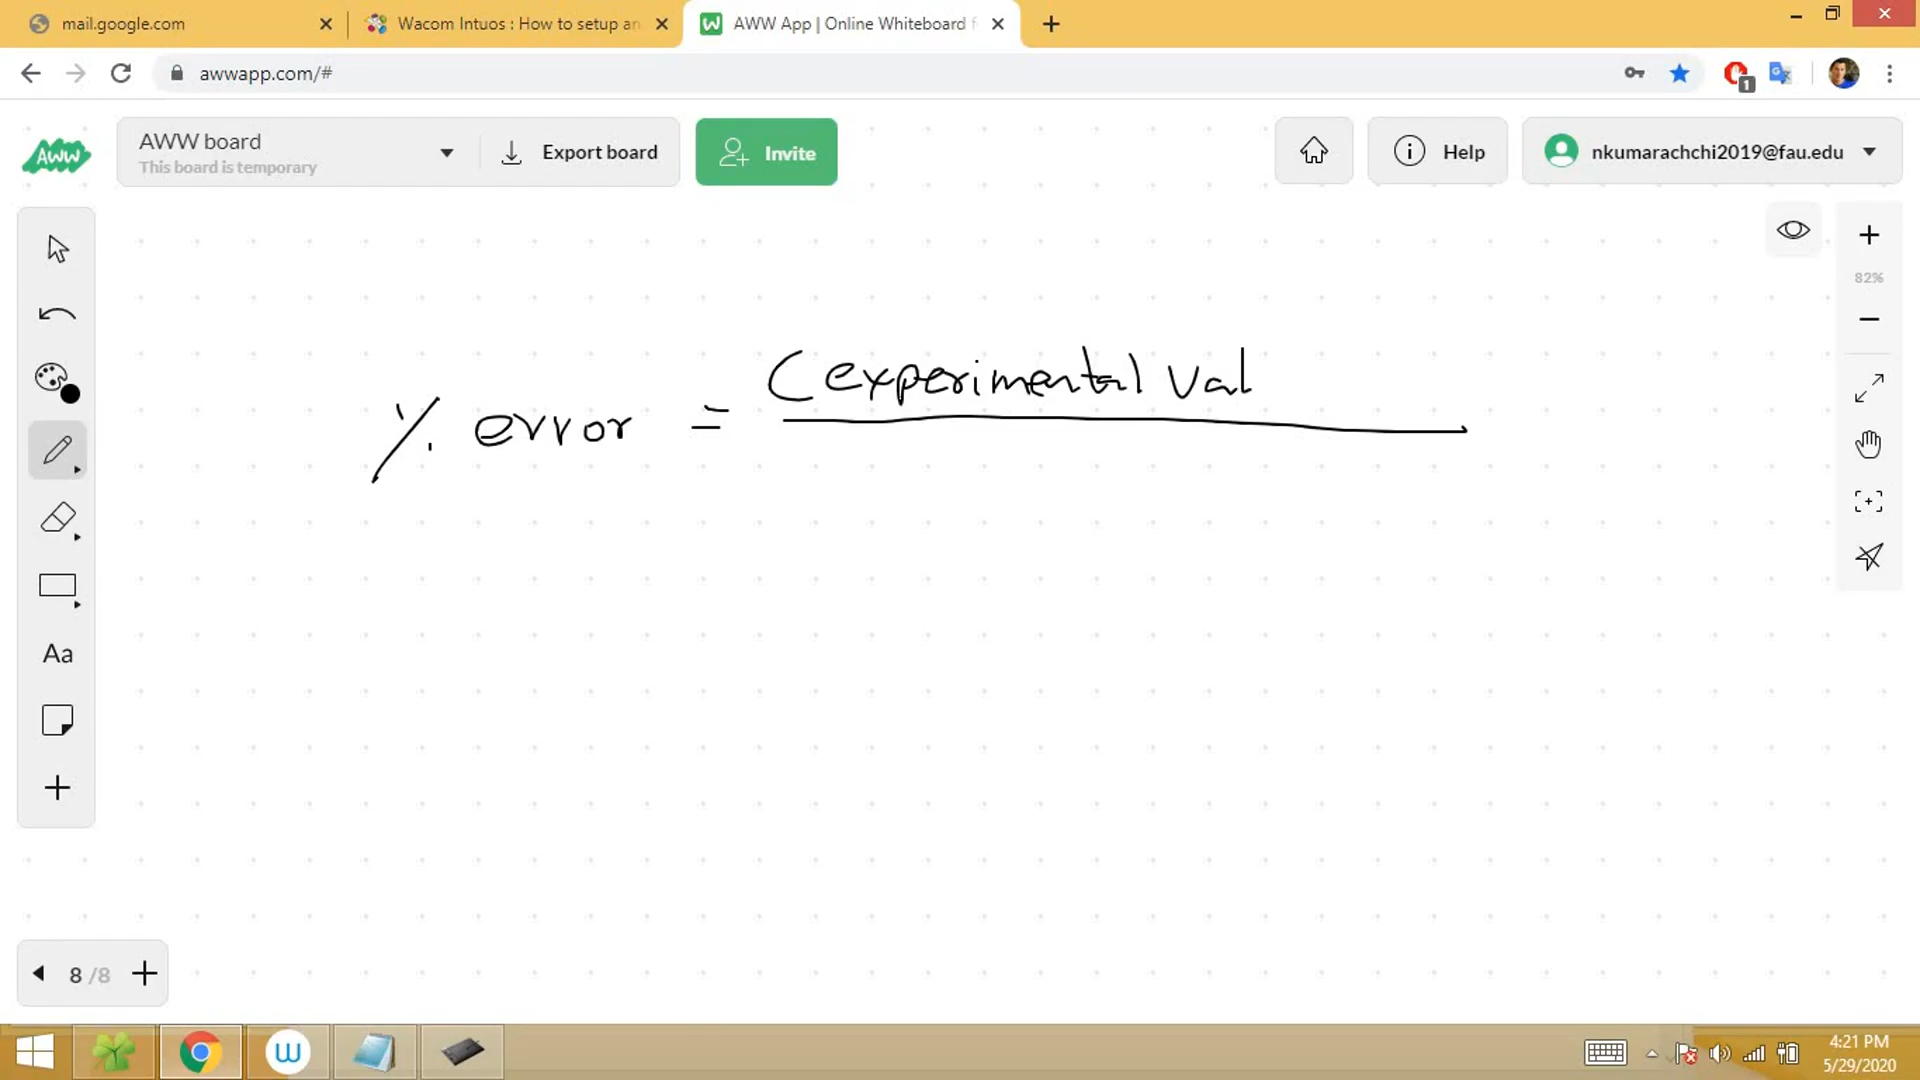 mail.google.com
Wacom Intuos : How to setup an
AWW App | Online Whiteboard f
awwapp.com/#
1
AWW
AWW board
This board is temporary
Export board
Invite
Help
nkumarachchi2019@fau.edu
82%
(experimental val
% error =
Aa
8 /8
4:21 PM
5/29/2020